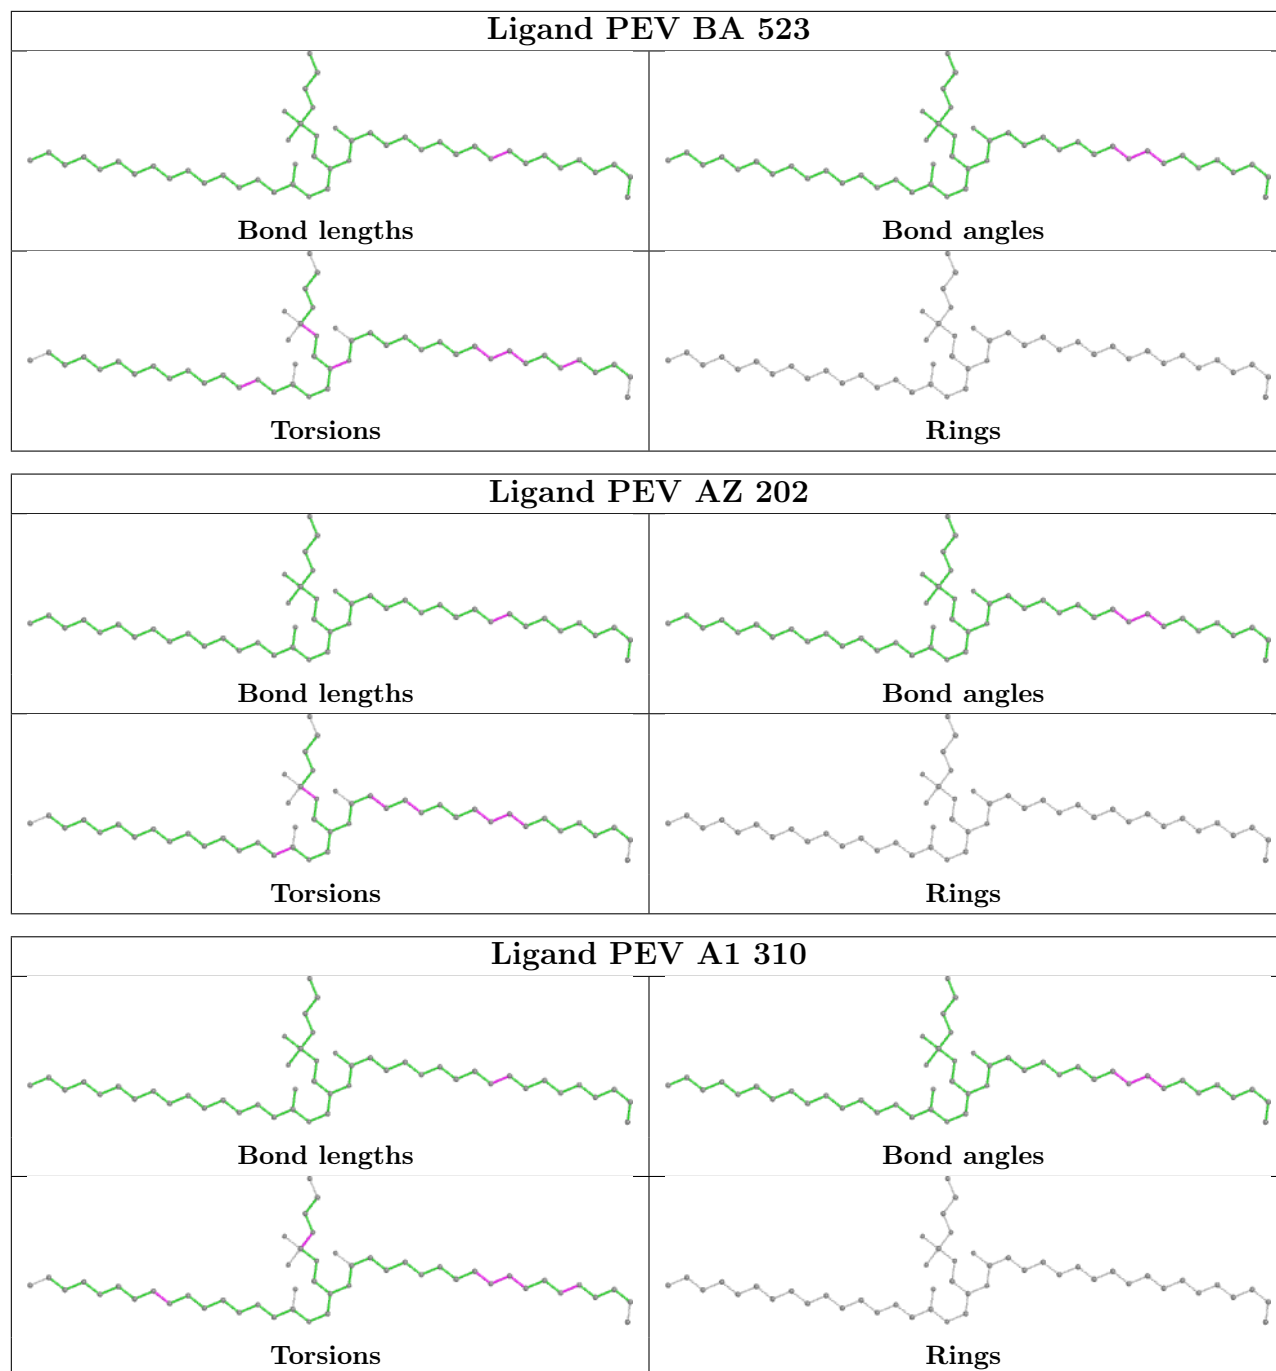 Ligand PEV BA 523
Bond lengths
Bond angles
Torsions
Rings
Ligand PEV AZ 202
Bond lengths
Bond angles
Torsions
Rings
Ligand PEV A1 310
Bond lengths
Bond angles
Torsions
Rings